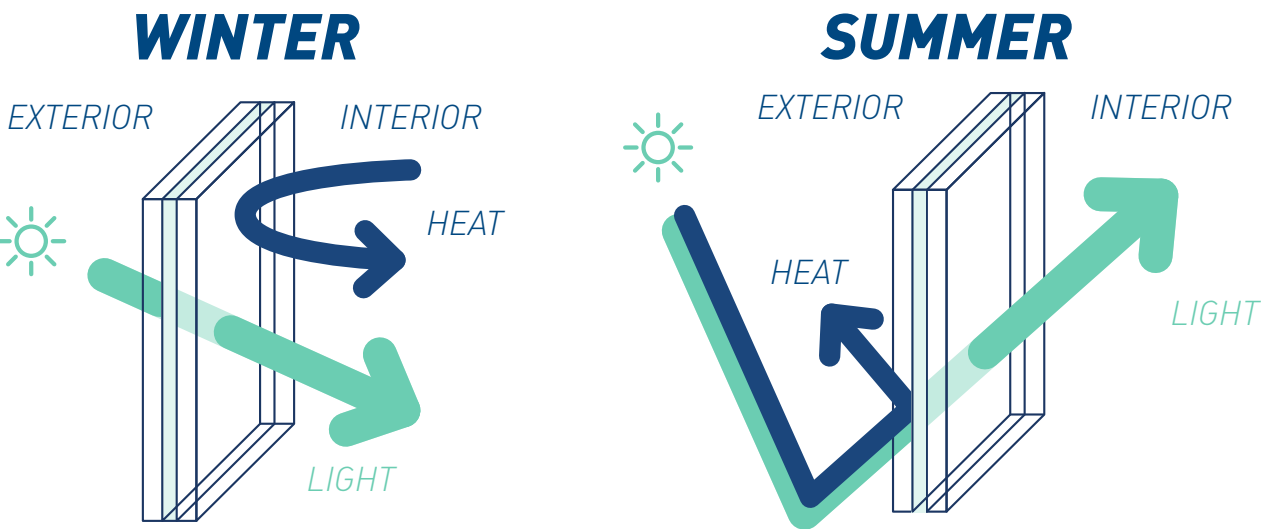 WINTER
EXTERIOR
INTERIOR
HEAT
LIGHT
SUMMER
EXTERIOR
INTERIOR
HEAT
LIGHT